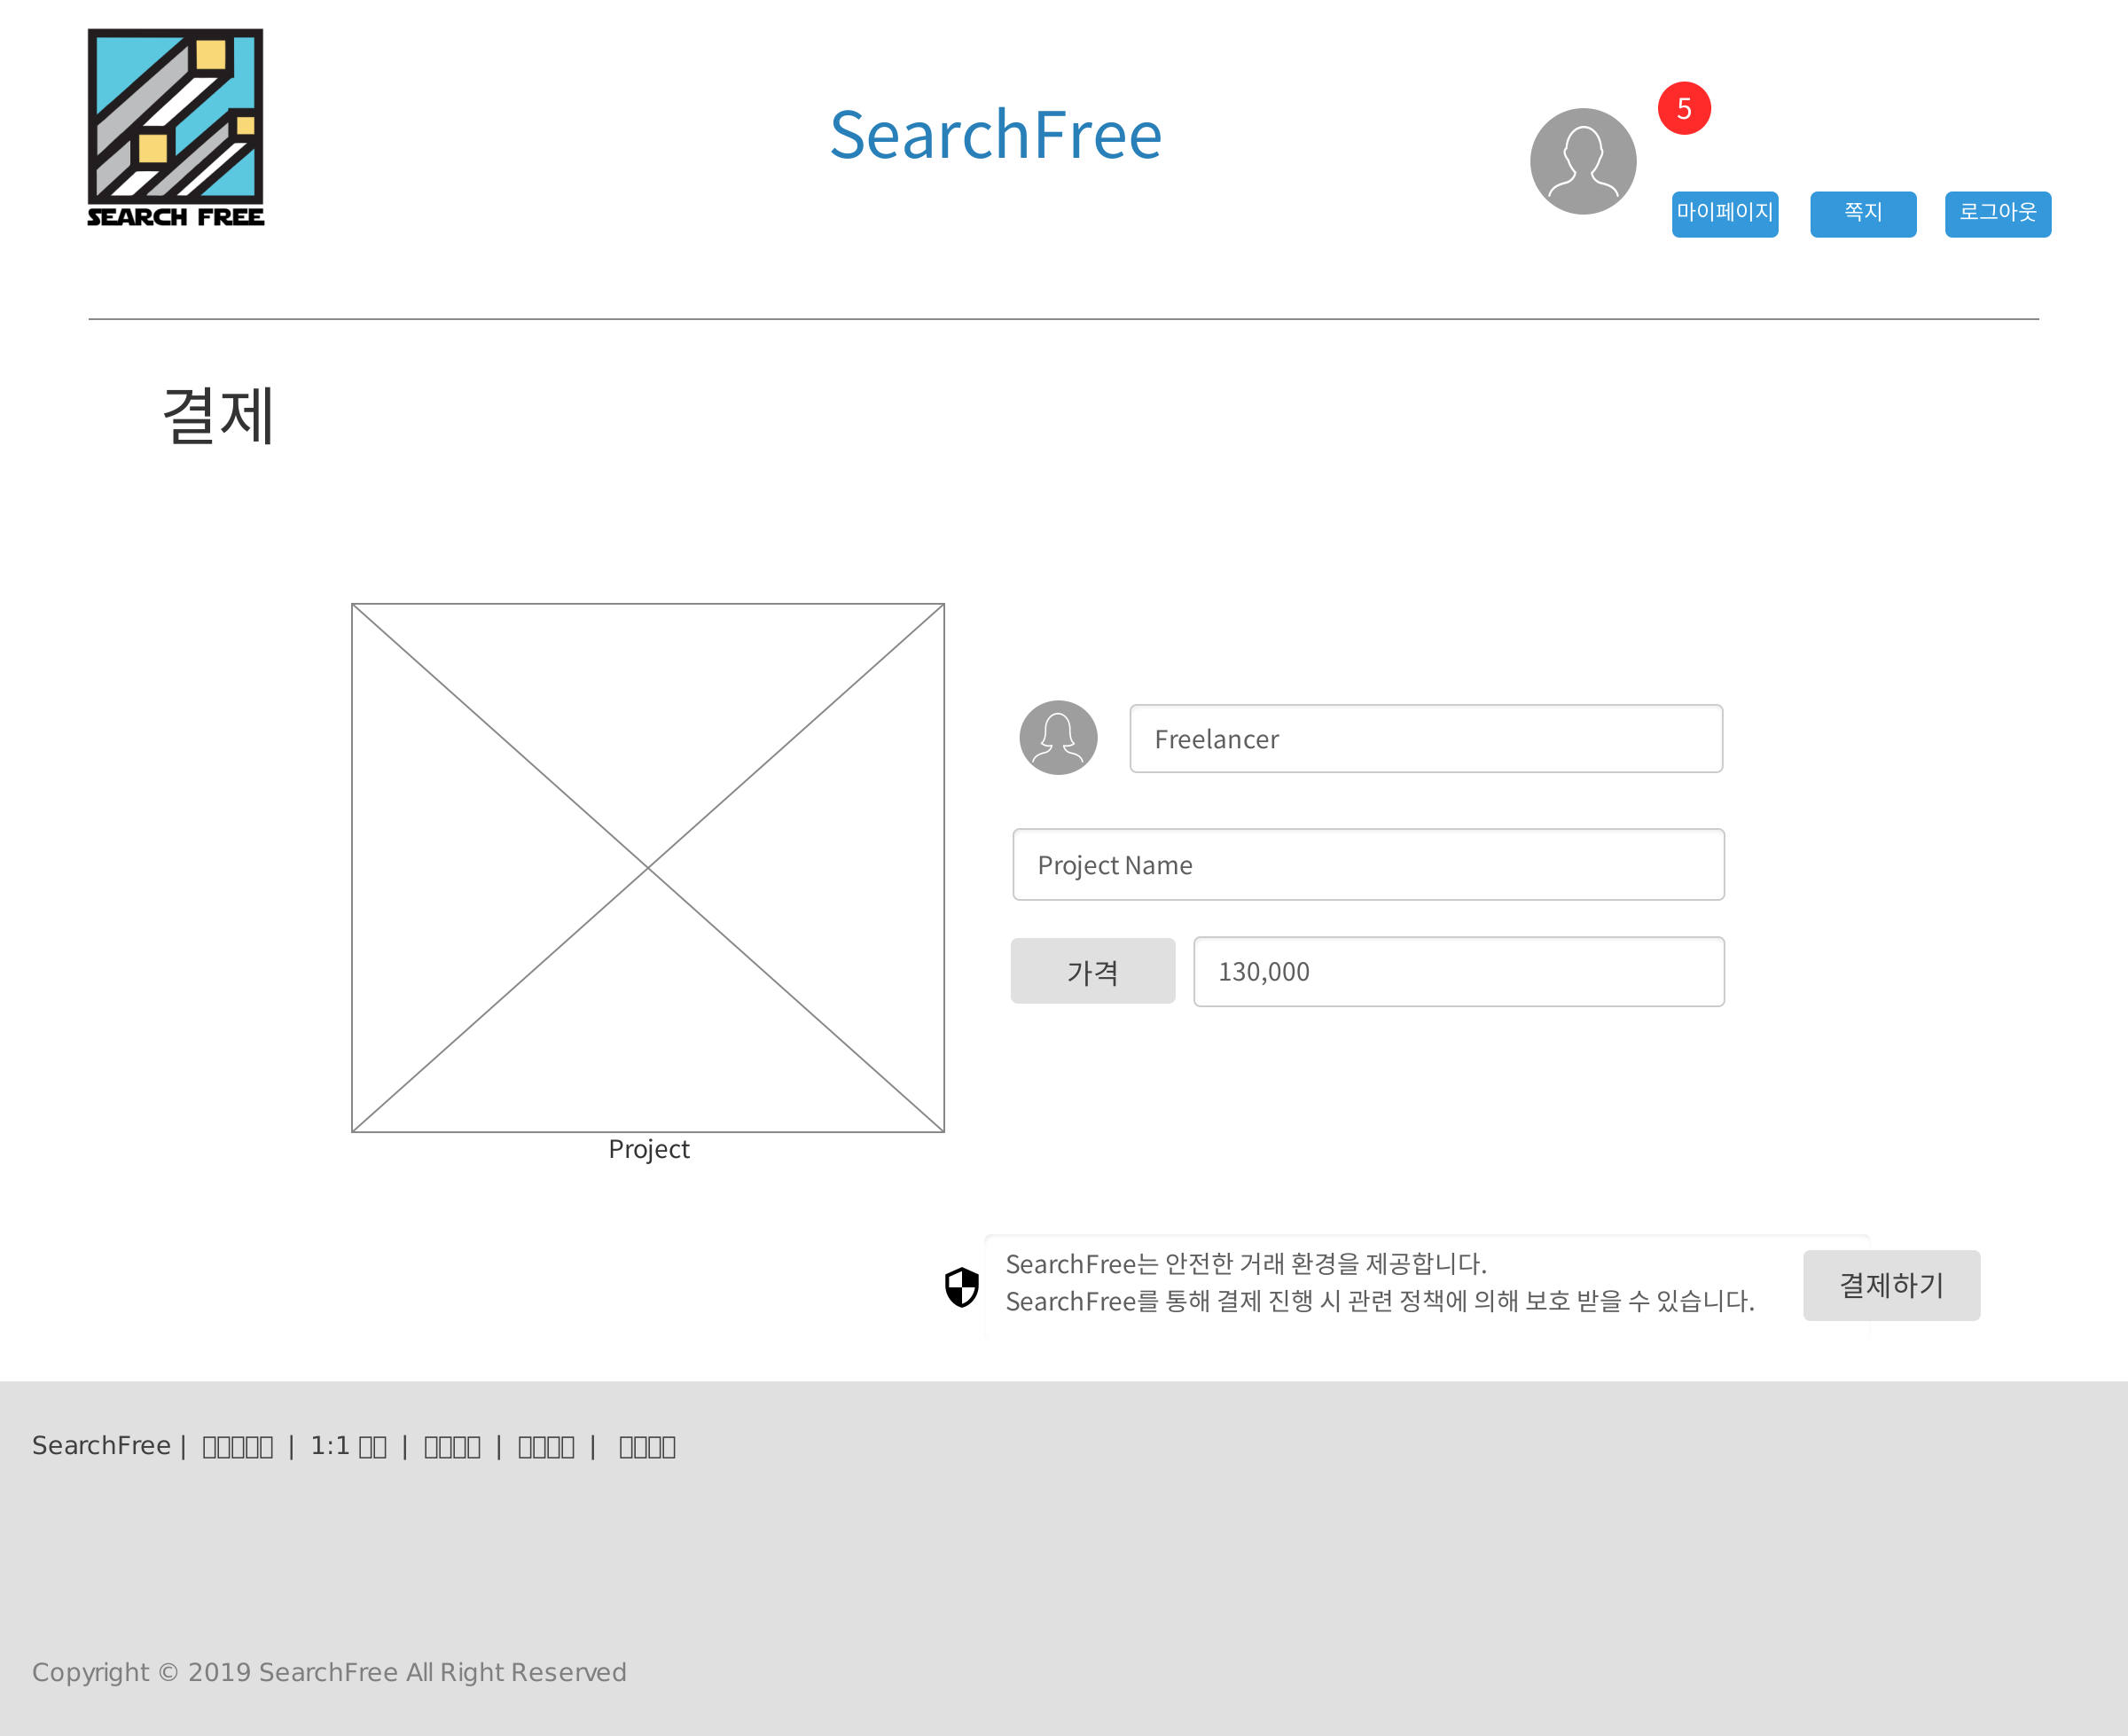 SEARCH FREE
SearchFree
5
마이페이지
쪽지
로그아웃
결제
Freelancer
Project Name
가격
130,000
Project
SearchFree는 안전한 거래 환경을 제공합니다.
SearchFree를 통해 결제 진행 시 관련 정책에 의해 보호 받을 수 있습니다.
결제하기
SearchFree | | 1:1 | | |
Copyright © 2019 SearchFree All Right Reserved